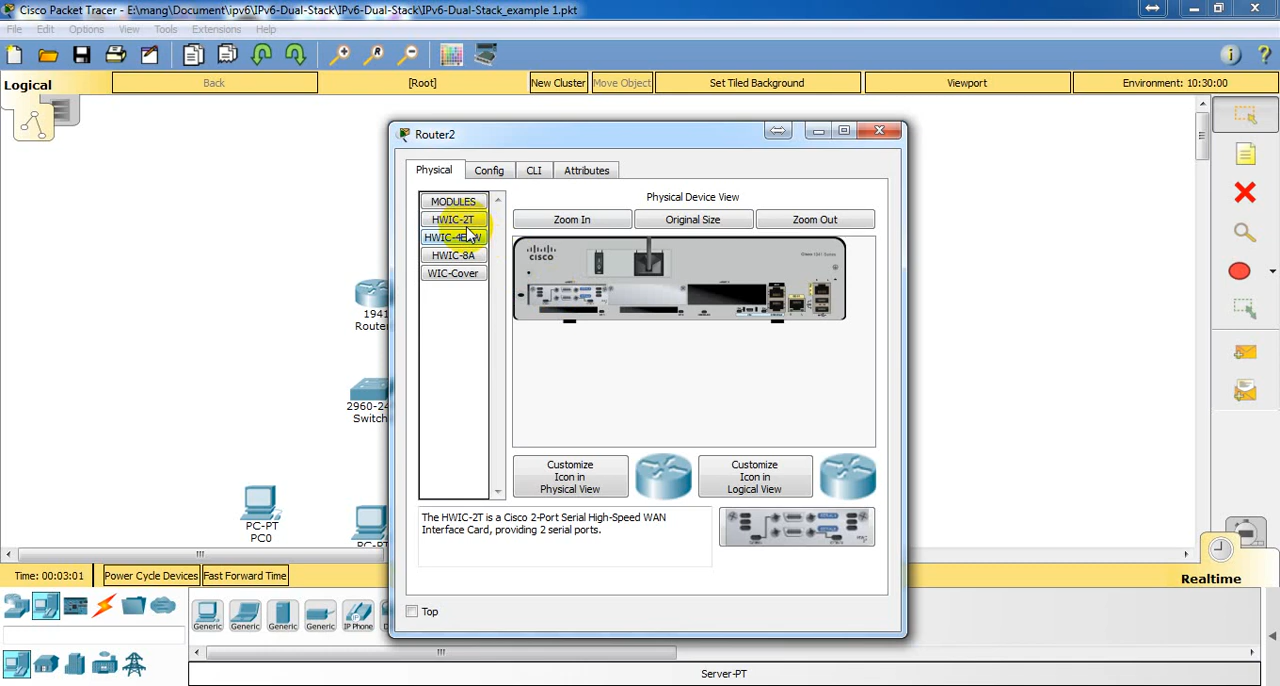 Cisco Packet Tracer - E:\mang\Document\ipv6\IPv6-Dual-Stack\IPv6-Dual-Stack_example 1.pkt
File Edit Options View Tools Extensions Help
Logical Back [Root] New Cluster Move Object Set Tiled Background Viewport Environment: 10:30:00
Router2
Physical Config CLI Attributes
MODULES
HWIC-2T
HWIC-8A
WIC-Cover
Physical Device View
Zoom In Original Size Zoom Out
CISCO
1941
Router
2960-24
Switch
PC-PT
PC0
PC-PT
Customize
Icon in
Physical View
Customize
Icon in
Logical View
The HWIC-2T is a Cisco 2-Port Serial High-Speed WAN
Interface Card, providing 2 serial ports.
Top
Time: 00:03:01 Power Cycle Devices Fast Forward Time
Realtime
Generic Generic Generic Generic IP Phone
Server-PT